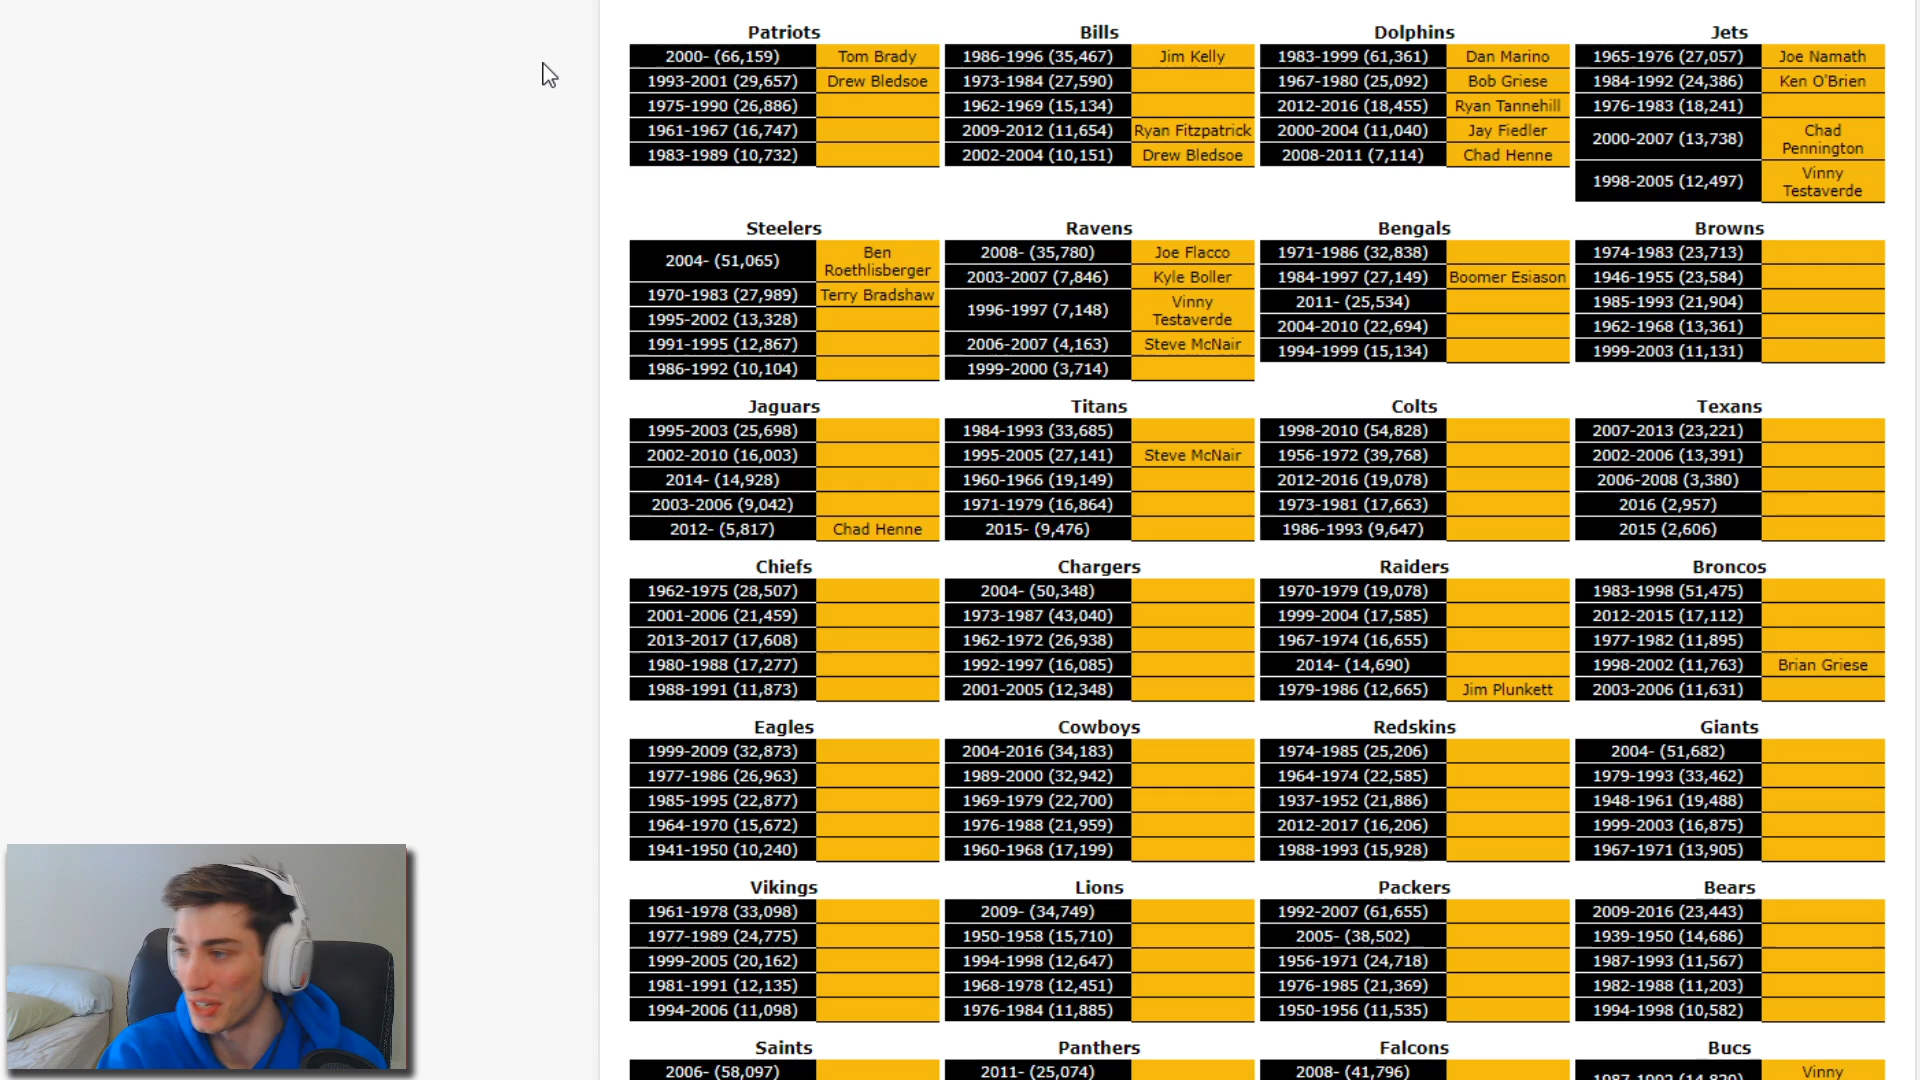 Patriots
2000- (66,159) Tom Brady
1993-2001 (29,657) Drew Bledsoe
1975-1990 (26,886)
1961-1967 (16,747)
1983-1989 (10,732)
Bills
1986-1996 (35,467) Jim Kelly
1973-1984 (27,590)
1962-1969 (15,134)
2009-2012 (11,654) Ryan Fitzpatrick
2002-2004 (10,151) Drew Bledsoe
Dolphins
1983-1999 (61,361) Dan Marino
1967-1980 (25,092) Bob Griese
2012-2016 (18,455) Ryan Tannehill
2000-2004 (11,040) Jay Fiedler
2008-2011 (7,114) Chad Henne
Jets
1965-1976 (27,057) Joe Namath
1984-1992 (24,386) Ken O'Brien
1976-1983 (18,241)
2000-2007 (13,738) Chad
Pennington
1998-2005 (12,497) Vinny
Testaverde
Steelers
2004- (51,065) Ben
Roethlisberger
1970-1983 (27,989) Terry Bradshaw
1995-2002 (13,328)
1991-1995 (12,867)
1986-1992 (10,104)
Ravens
2008- (35,780) Joe Flacco
2003-2007 (7,846) Kyle Boller
1996-1997 (7,148) Vinny
Testaverde
2006-2007 (4,163) Steve McNair
1999-2000 (3,714)
Bengals
1971-1986 (32,838)
1984-1997 (27,149) Boomer Esiason
2011- (25,534)
2004-2010 (22,694)
1994-1999 (15,134)
Browns
1974-1983 (23,713)
1946-1955 (23,584)
1985-1993 (21,904)
1962-1968 (13,361)
1999-2003 (11,131)
Jaguars
1995-2003 (25,698)
2002-2010 (16,003)
2014- (14,928)
2003-2006 (9,042)
2012- (5,817) Chad Henne
Titans
1984-1993 (33,685)
1995-2005 (27,141) Steve McNair
1960-1966 (19,149)
1971-1979 (16,864)
2015- (9,476)
Colts
1998-2010 (54,828)
1956-1972 (39,768)
2012-2016 (19,078)
1973-1981 (17,663)
1986-1993 (9,647)
Texans
2007-2013 (23,221)
2002-2006 (13,391)
2006-2008 (3,380)
2016 (2,957)
2015 (2,606)
Chiefs
1962-1975 (28,507)
2001-2006 (21,459)
2013-2017 (17,608)
1980-1988 (17,277)
1988-1991 (11,873)
Chargers
2004- (50,348)
1973-1987 (43,040)
1962-1972 (26,938)
1992-1997 (16,085)
2001-2005 (12,348)
Raiders
1970-1979 (19,078)
1999-2004 (17,585)
1967-1974 (16,655)
2014- (14,690)
1979-1986 (12,665) Jim Plunkett
Broncos
1983-1998 (51,475)
2012-2015 (17,112)
1977-1982 (11,895)
1998-2002 (11,763) Brian Griese
2003-2006 (11,631)
Eagles
1999-2009 (32,873)
1977-1986 (26,963)
1985-1995 (22,877)
1964-1970 (15,672)
1941-1950 (10,240)
Cowboys
2004-2016 (34,183)
1989-2000 (32,942)
1969-1979 (22,700)
1976-1988 (21,959)
1960-1968 (17,199)
Redskins
1974-1985 (25,206)
1964-1974 (22,585)
1937-1952 (21,886)
2012-2017 (16,206)
1988-1993 (15,928)
Giants
2004- (51,682)
1979-1993 (33,462)
1948-1961 (19,488)
1999-2003 (16,875)
1967-1971 (13,905)
Vikings
1961-1978 (33,098)
1977-1989 (24,775)
1999-2005 (20,162)
1981-1991 (12,135)
1994-2006 (11,098)
Lions
2009- (34,749)
1950-1958 (15,710)
1994-1998 (12,647)
1968-1978 (12,451)
1976-1984 (11,885)
Packers
1992-2007 (61,655)
2005- (38,502)
1956-1971 (24,718)
1976-1985 (21,369)
1950-1956 (11,535)
Bears
2009-2016 (23,443)
1939-1950 (14,686)
1987-1993 (11,567)
1982-1988 (11,203)
1994-1998 (10,582)
Saints
2006- (58,097)
Panthers
2011- (25,074)
Falcons
2008- (41,796)
Bucs
1987-1992 (14,820) Vinny